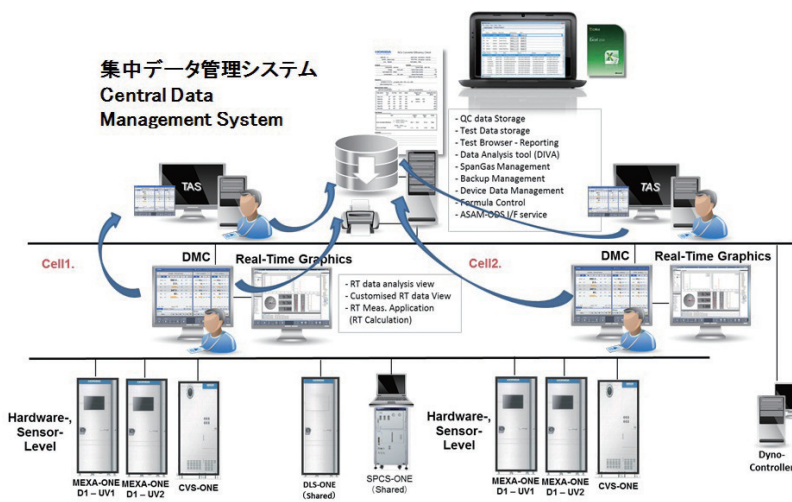 集中データ管理システム
Central Data
Management System
- QC data Storage
- Test Data storage
- Test Browser - Reporting
- Data Analysis tool (DIVA)
- SpanGas Management
- Backup Management
- Device Data Management
- Formula Control
- ASAM-ODS I/F service
TAS
TAS
Cell1.
DMC
Real-Time Graphics
- RT data analysis view
- Customised RT data View
- RT Meas. Application
(RT Calculation)
Cell2.
DMC
Real-Time Graphics
Hardware-,
Sensor-
Level
MEXA-ONE
D1 – UV1
MEXA-ONE
D1 – UV2
CVS-ONE
DLS-ONE
(Shared)
SPCS-ONE
(Shared)
Hardware-,
Sensor-
Level
MEXA-ONE
D1 – UV1
MEXA-ONE
D1 – UV2
CVS-ONE
Dyno-
Controller